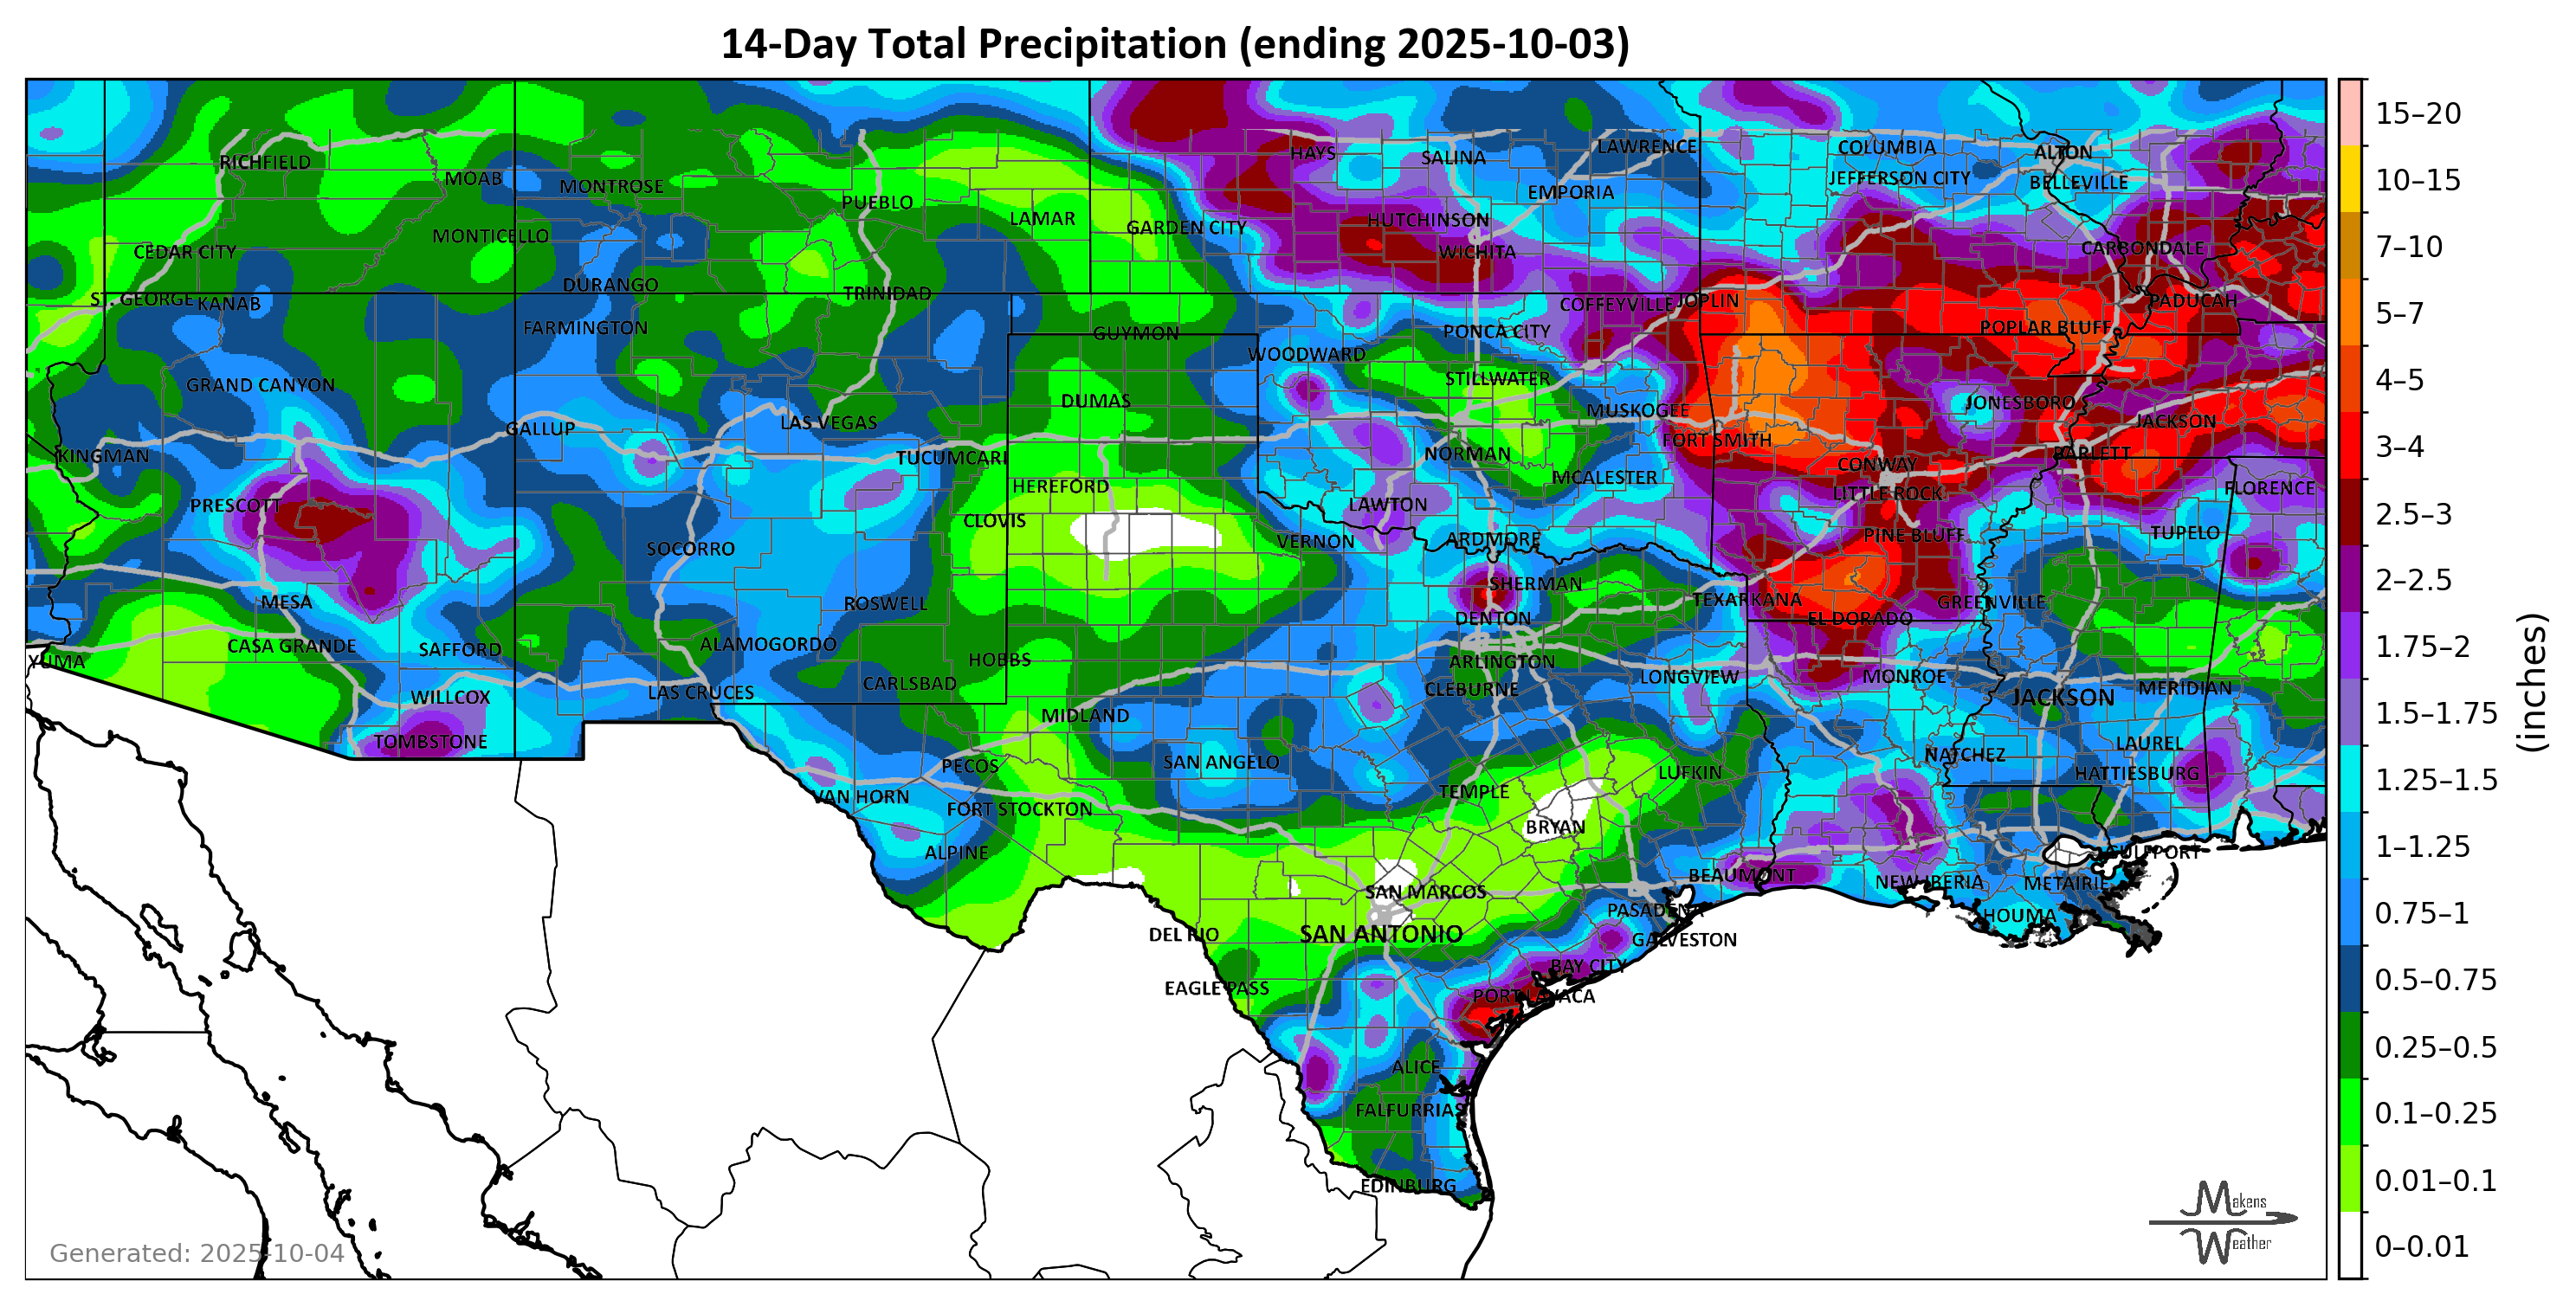 14-Day Total Precipitation (ending 2025-10-03)
HAYS
SALINA
LAWRENCE
COLUMBIA
ALTON
RICHFIELD
MOAB
MONTROSE
EMPORIA
JEFFERSON CITY
BELLEVILLE
PUEBLO
LAMAR
GARDEN CITY
HUTCHINSON
MONTICELLO
CEDAR CITY
WICHITA
CARBONDALE
DURANGO
TRINIDAD
ST. GEORGE
KANAB
COFFEYVILLE
JOPLIN
PADUCAH
FARMINGTON
GUYMON
PONCA CITY
POPLAR BLUFF
WOODWARD
GRAND CANYON
STILLWATER
DUMAS
MUSKOGEE
JONESBORO
LAS VEGAS
GALLUP
JACKSON
FORT SMITH
KINGMAN
TUCUMCARI
NORMAN
BARLETT
CONWAY
MCALESTER
HEREFORD
LITTLE ROCK
FLORENCE
PRESCOTT
LAWTON
CLOVIS
PINE BLUFF
TUPELO
VERNON
ARDMORE
SOCORRO
SHERMAN
MESA
ROSWELL
TEXARKANA
GREENVILLE
DENTON
EL DORADO
CASA GRANDE
SAFFORD
ALAMOGORDO
YUMA
HOBBS
ARLINGTON
LONGVIEW
MONROE
CARLSBAD
CLEBURNE
MERIDIAN
WILLCOX
LAS CRUCES
JACKSON
MIDLAND
TOMBSTONE
LAUREL
NATCHEZ
PECOS
SAN ANGELO
LUFKIN
HATTIESBURG
VAN HORN
TEMPLE
FORT STOCKTON
BRYAN
ALPINE
GULFPORT
BEAUMONT
NEW IBERIA
METAIRIE
SAN MARCOS
PASADENA
HOUMA
DEL RIO
SAN ANTONIO
GALVESTON
BAY CITY
EAGLE PASS
PORT LAVACA
ALICE
FALFURRIAS
EDINBURG
15–20
10–15
7–10
5–7
4–5
3–4
2.5–3
2–2.5
1.75–2
1.5–1.75
1.25–1.5
1–1.25
0.75–1
0.5–0.75
0.25–0.5
0.1–0.25
0.01–0.1
0–0.01
(inches)
Makens
Weather
Generated: 2025-10-04